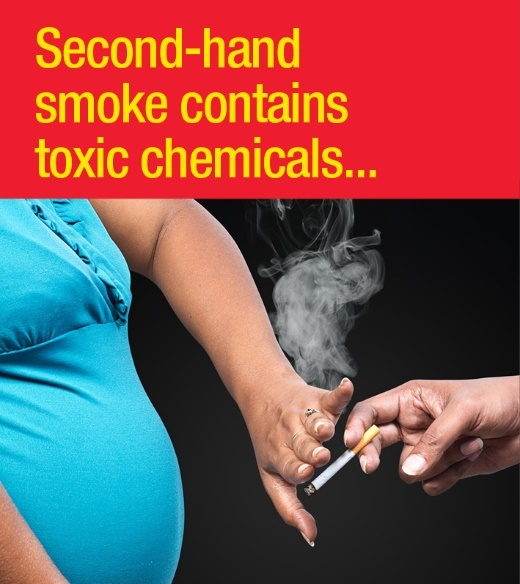 Second-hand
smoke contains
toxic chemicals...